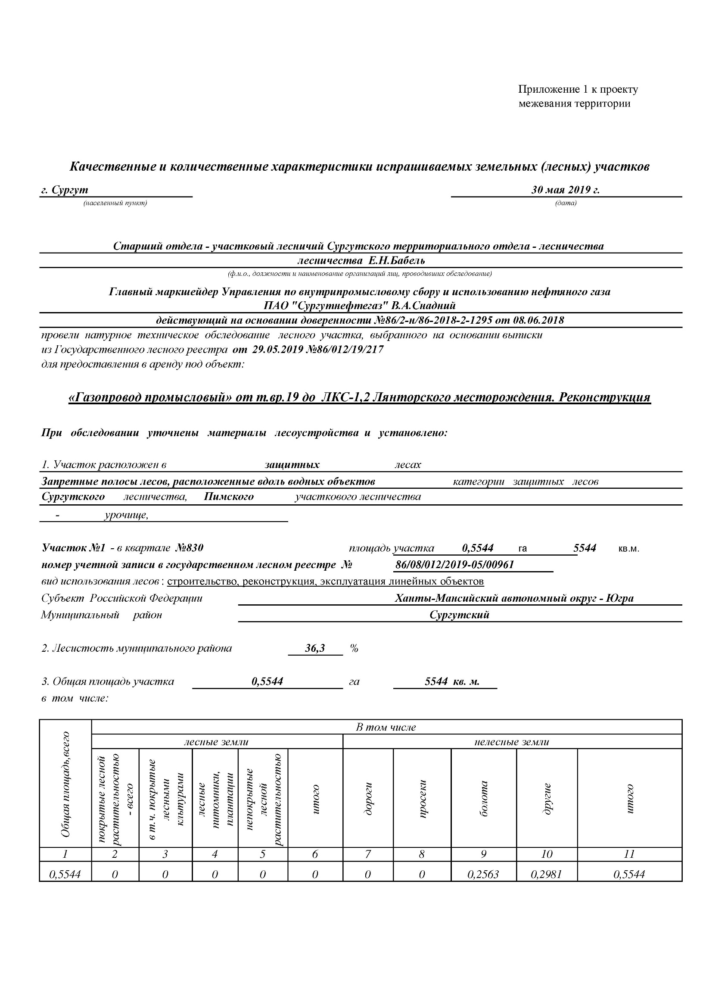 Приложение 1 к проекту
межевания территории
Качественные и количественные характеристики испрашиваемых земельных (лесных) участков
г. Сургут 30 мая 2019 г.
(населенный пункт) (дата)
Старший отдела - участковый лесничий Сургутского территориального отдела - лесничества
лесничества Е.Н.Бабель
(ф.и.о., должности и наименование организаций лиц, проводивших обследование)
Главный маркшейдер Управления по внутрипромысловому сбору и использованию нефтяного газа
ПАО "Сургутнефтегаз" В.А.Снадний
действующий на основании доверенности №86/2-н/86-2018-2-1295 от 08.06.2018
провели натурное техническое обследование лесного участка, выбранного на основании выписки
из Государственного лесного реестра от 29.05.2019 №86/012/19/217
для предоставления в аренду под объект:
«Газопровод промысловый» от т.вр.19 до ЛКС-1,2 Лянторского месторождения. Реконструкция
При обследовании уточнены материалы лесоустройства и установлено:
1. Участок расположен в защитных лесах
Запретные полосы лесов, расположенные вдоль водных объектов категории защитных лесов
Сургутского лесничества, Пимского участкового лесничества
- урочище,
Участок №1 - в квартале №830 площадь участка 0,5544 га 5544 кв.м.
номер учетной записи в государственном лесном реестре № 86/08/012/2019-05/00961
вид использования лесов : строительство, реконструкция, эксплуатация линейных объектов
Субъект Российской Федерации Ханты-Мансийский автономный округ - Югра
Муниципальный район Сургутский
2. Лесистость муниципального района 36,3 %
3. Общая площадь участка 0,5544 га 5544 кв. м.
в том числе:
Общая площадь,всего
В том числе
лесные земли нелесные земли
покрытые лесной
растительностью
- всего
в т.ч. покрытые
лесными
кльтурами
лесные
питомники,
плантации
непокрытые
лесной
растительностью
итого
дороги
просеки
болота
другие
итого
1 2 3 4 5 6 7 8 9 10 11
0,5544 0 0 0 0 0 0 0 0,2563 0,2981 0,5544